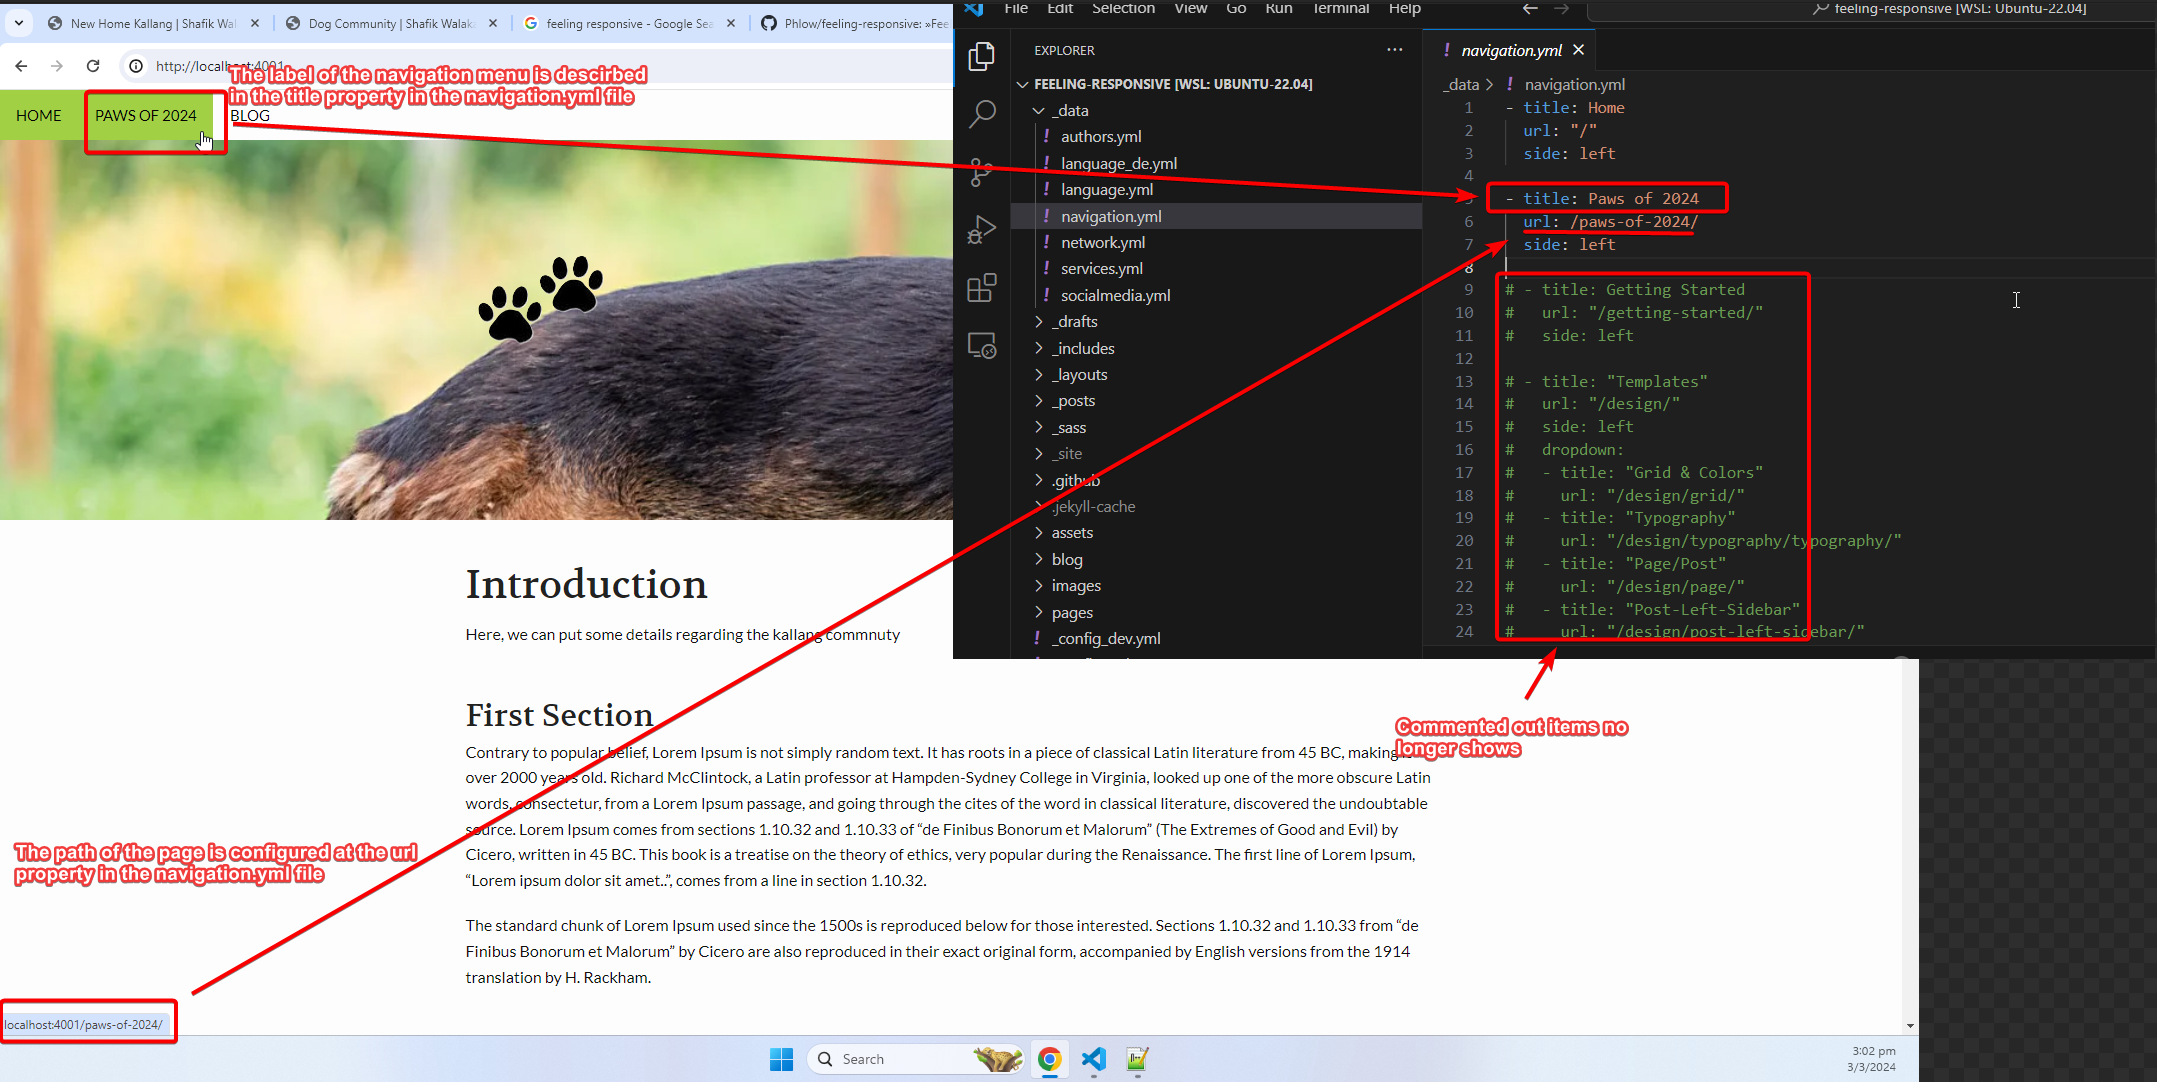 New Home Kallang | Shafik Wal
Dog Community | Shafik Walak
feeling responsive - Google Sea
Phlow/feeling-responsive: »Fee
http://localhost:4001
The label of the navigation menu is descirbed
in the title property in the navigation.yml file
HOME
PAWS OF 2024
BLOG
Introduction
Here, we can put some details regarding the kallang commnuty
First Section
Contrary to popular belief, Lorem Ipsum is not simply random text. It has roots in a piece of classical Latin literature from 45 BC, making
over 2000 years old. Richard McClintock, a Latin professor at Hampden-Sydney College in Virginia, looked up one of the more obscure Latin
words, consectetur, from a Lorem Ipsum passage, and going through the cites of the word in classical literature, discovered the undoubtable
source. Lorem Ipsum comes from sections 1.10.32 and 1.10.33 of “de Finibus Bonorum et Malorum” (The Extremes of Good and Evil) by
Cicero, written in 45 BC. This book is a treatise on the theory of ethics, very popular during the Renaissance. The first line of Lorem Ipsum,
“Lorem ipsum dolor sit amet..”, comes from a line in section 1.10.32.
The standard chunk of Lorem Ipsum used since the 1500s is reproduced below for those interested. Sections 1.10.32 and 1.10.33 from “de
Finibus Bonorum et Malorum” by Cicero are also reproduced in their exact original form, accompanied by English versions from the 1914
translation by H. Rackham.
The path of the page is configured at the url
property in the navigation.yml file
localhost:4001/paws-of-2024/
File Edit Selection View Go Run Terminal Help
feeling-responsive [WSL: Ubuntu-22.04]
EXPLORER
FEELING-RESPONSIVE [WSL: UBUNTU-22.04]
_data
authors.yml
language_de.yml
language.yml
navigation.yml
network.yml
services.yml
socialmedia.yml
_drafts
_includes
_layouts
_posts
_sass
_site
.github
.jekyll-cache
assets
blog
images
pages
_config_dev.yml
navigation.yml
_data > navigation.yml
1 - title: Home
2 url: "/"
3 side: left
4
5 - title: Paws of 2024
6 url: /paws-of-2024/
7 side: left
8
9 # - title: Getting Started
10 # url: "/getting-started/"
11 # side: left
12
13 # - title: "Templates"
14 # url: "/design/"
15 # side: left
16 # dropdown:
17 # - title: "Grid & Colors"
18 # url: "/design/grid/"
19 # - title: "Typography"
20 # url: "/design/typography/typography/"
21 # - title: "Page/Post"
22 # url: "/design/page/"
23 # - title: "Post-Left-Sidebar"
24 # url: "/design/post-left-sidebar/"
Commented out items no
longer shows
Search
3:02 pm
3/3/2024